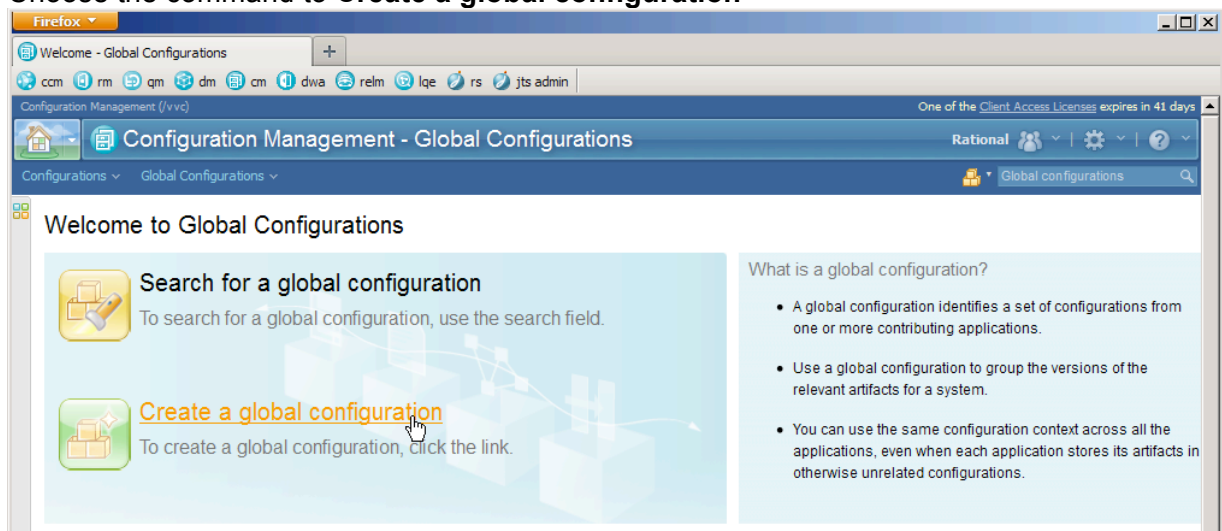 Choose the command to Create a global configuration
Firefox
Welcome - Global Configurations
ccm rm qm dm cm dwa relm lqe rs jts admin
Configuration Management (/vvc) One of the Client Access Licenses expires in 41 days
Configuration Management - Global Configurations Rational
Configurations Global Configurations Global configurations
Welcome to Global Configurations
Search for a global configuration
To search for a global configuration, use the search field.
Create a global configuration
To create a global configuration, click the link.
What is a global configuration?
A global configuration identifies a set of configurations from
one or more contributing applications.
Use a global configuration to group the versions of the
relevant artifacts for a system.
You can use the same configuration context across all the
applications, even when each application stores its artifacts in
otherwise unrelated configurations.